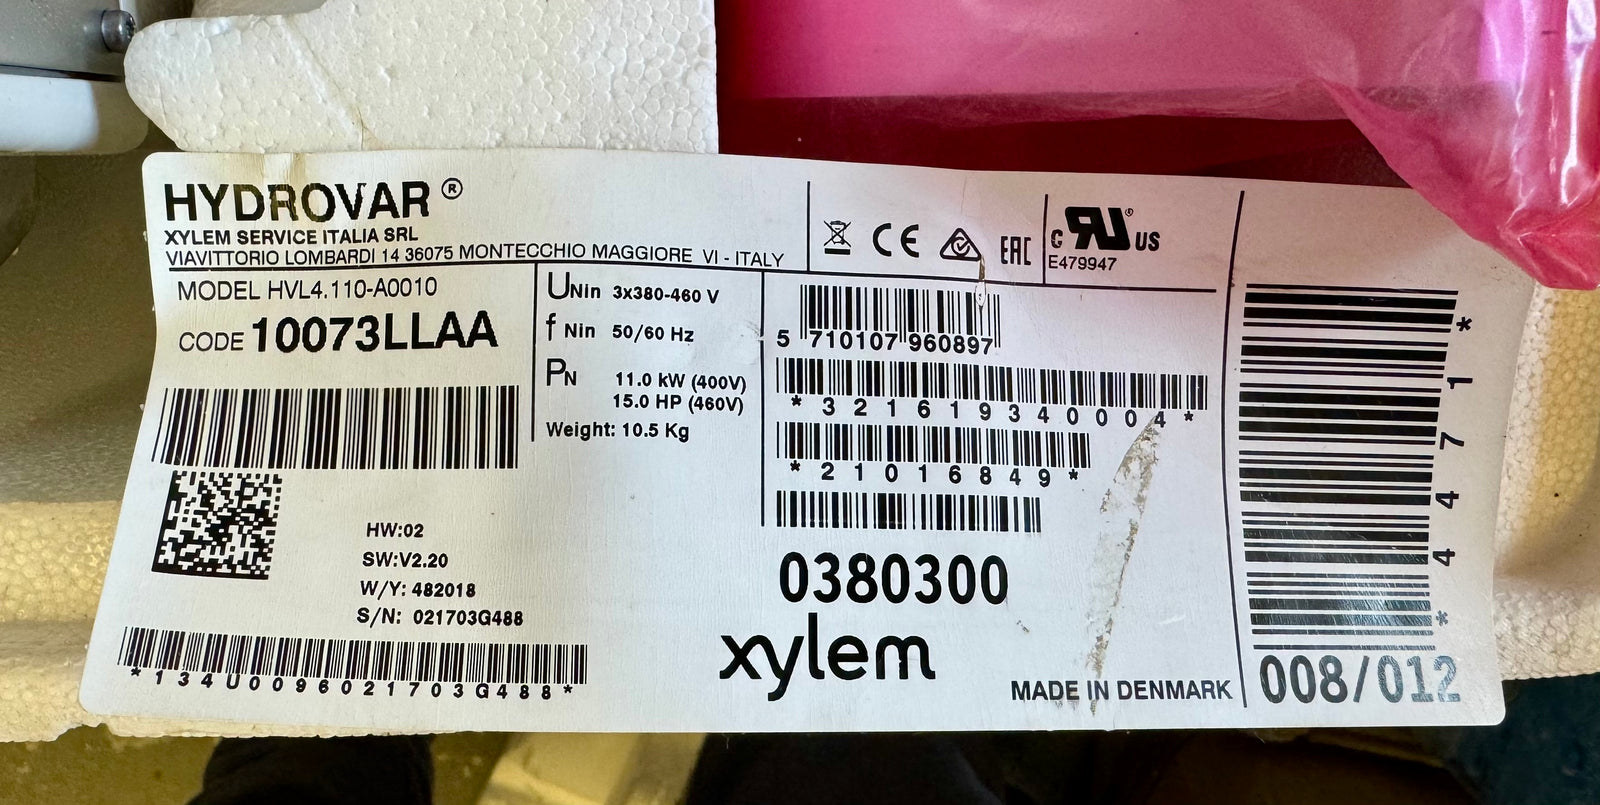 HYDROVAR ®
XYLEM SERVICE ITALIA SRL
VIAVITTORIO LOMBARDI 14 36075 MONTECCHIO MAGGIORE VI - ITALY
CE
EAC
C RU ® US
E479947
MODEL HVL4.110-A0010
CODE 10073LLAA
UNin 3x380-460 V
f Nin 50/60 Hz
PN 11.0 kW (400V)
15.0 HP (460V)
Weight: 10.5 Kg
5 710107 960897
*321619340004*
*21016849*
0380300
xylem
MADE IN DENMARK
HW:02
SW:V2.20
W/Y: 482018
S/N: 021703G488
*134U0096021703G488*
*17444*
008/012